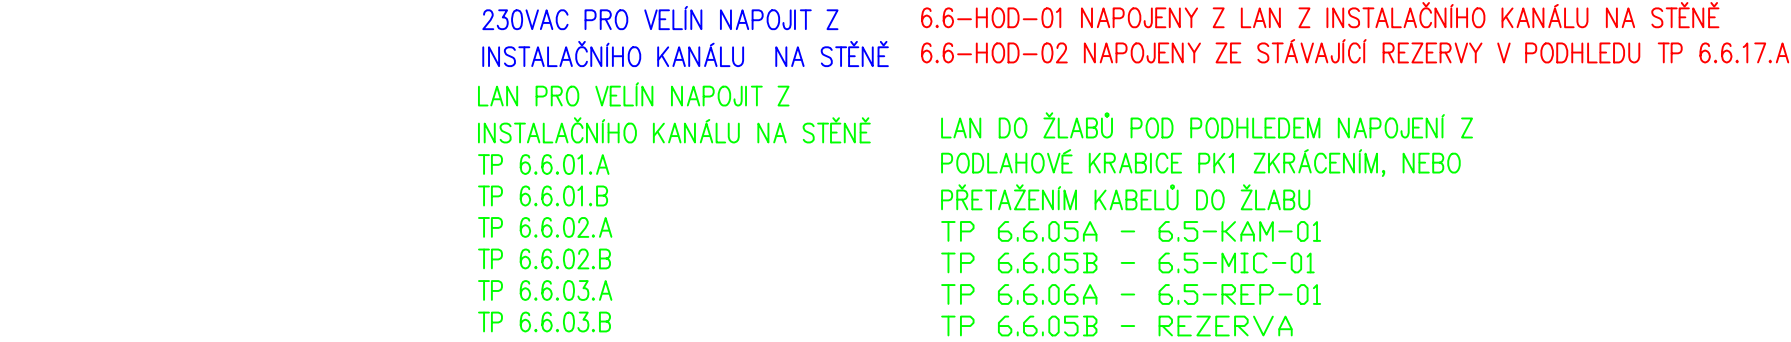 230VAC PRO VELÍN NAPOJIT Z
INSTALAČNÍHO KANÁLU NA STĚNĚ
LAN PRO VELÍN NAPOJIT Z
INSTALAČNÍHO KANÁLU NA STĚNĚ
TP 6.6.01.A
TP 6.6.01.B
TP 6.6.02.A
TP 6.6.02.B
TP 6.6.03.A
TP 6.6.03.B
6.6-HOD-01 NAPOJENY Z LAN Z INSTALAČNÍHO KANÁLU NA STĚNĚ
6.6-HOD-02 NAPOJENY ZE STÁVAJÍCÍ REZERVY V PODHLEDU TP 6.6.17.A
LAN DO ŽLABŮ POD PODHLEDEM NAPOJENÍ Z
PODLAHOVÉ KRABICE PK1 ZKRÁCENÍM, NEBO
PŘETAŽENÍM KABELŮ DO ŽLABU
TP 6.6.05A - 6.5-KAM-01
TP 6.6.05B - 6.5-MIC-01
TP 6.6.06A - 6.5-REP-01
TP 6.6.05B - REZERVA